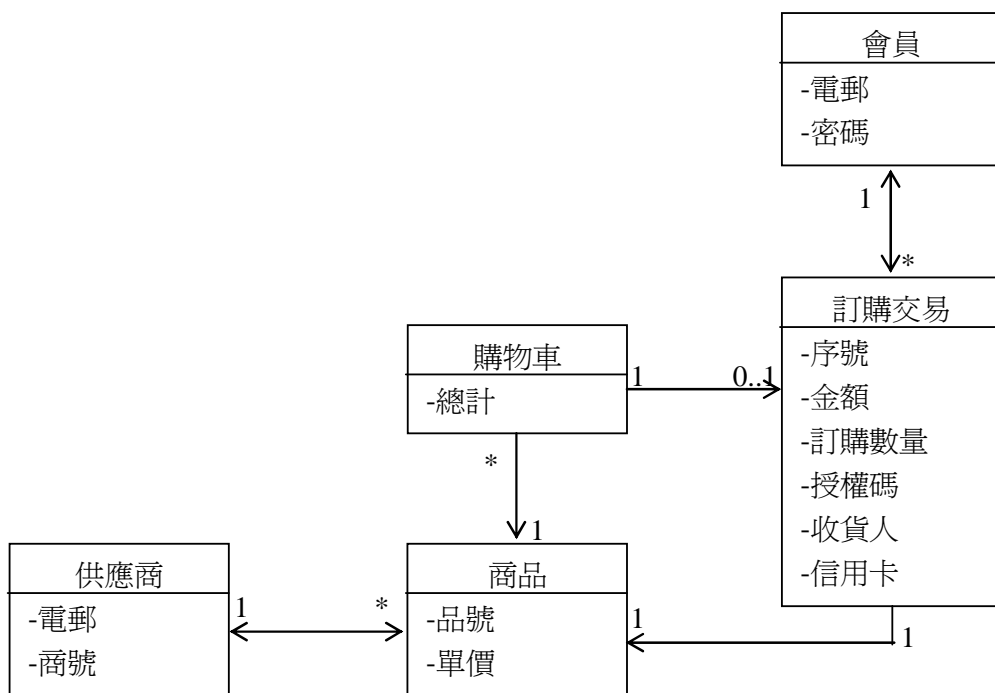 會員
-電郵
-密碼
1
*
訂購交易
-序號
-金額
-訂購數量
-授權碼
-收貨人
-信用卡
購物車
-總計
1
0..1
*
1
商品
-品號
-單價
1
1
供應商
-電郵
-商號
1
*